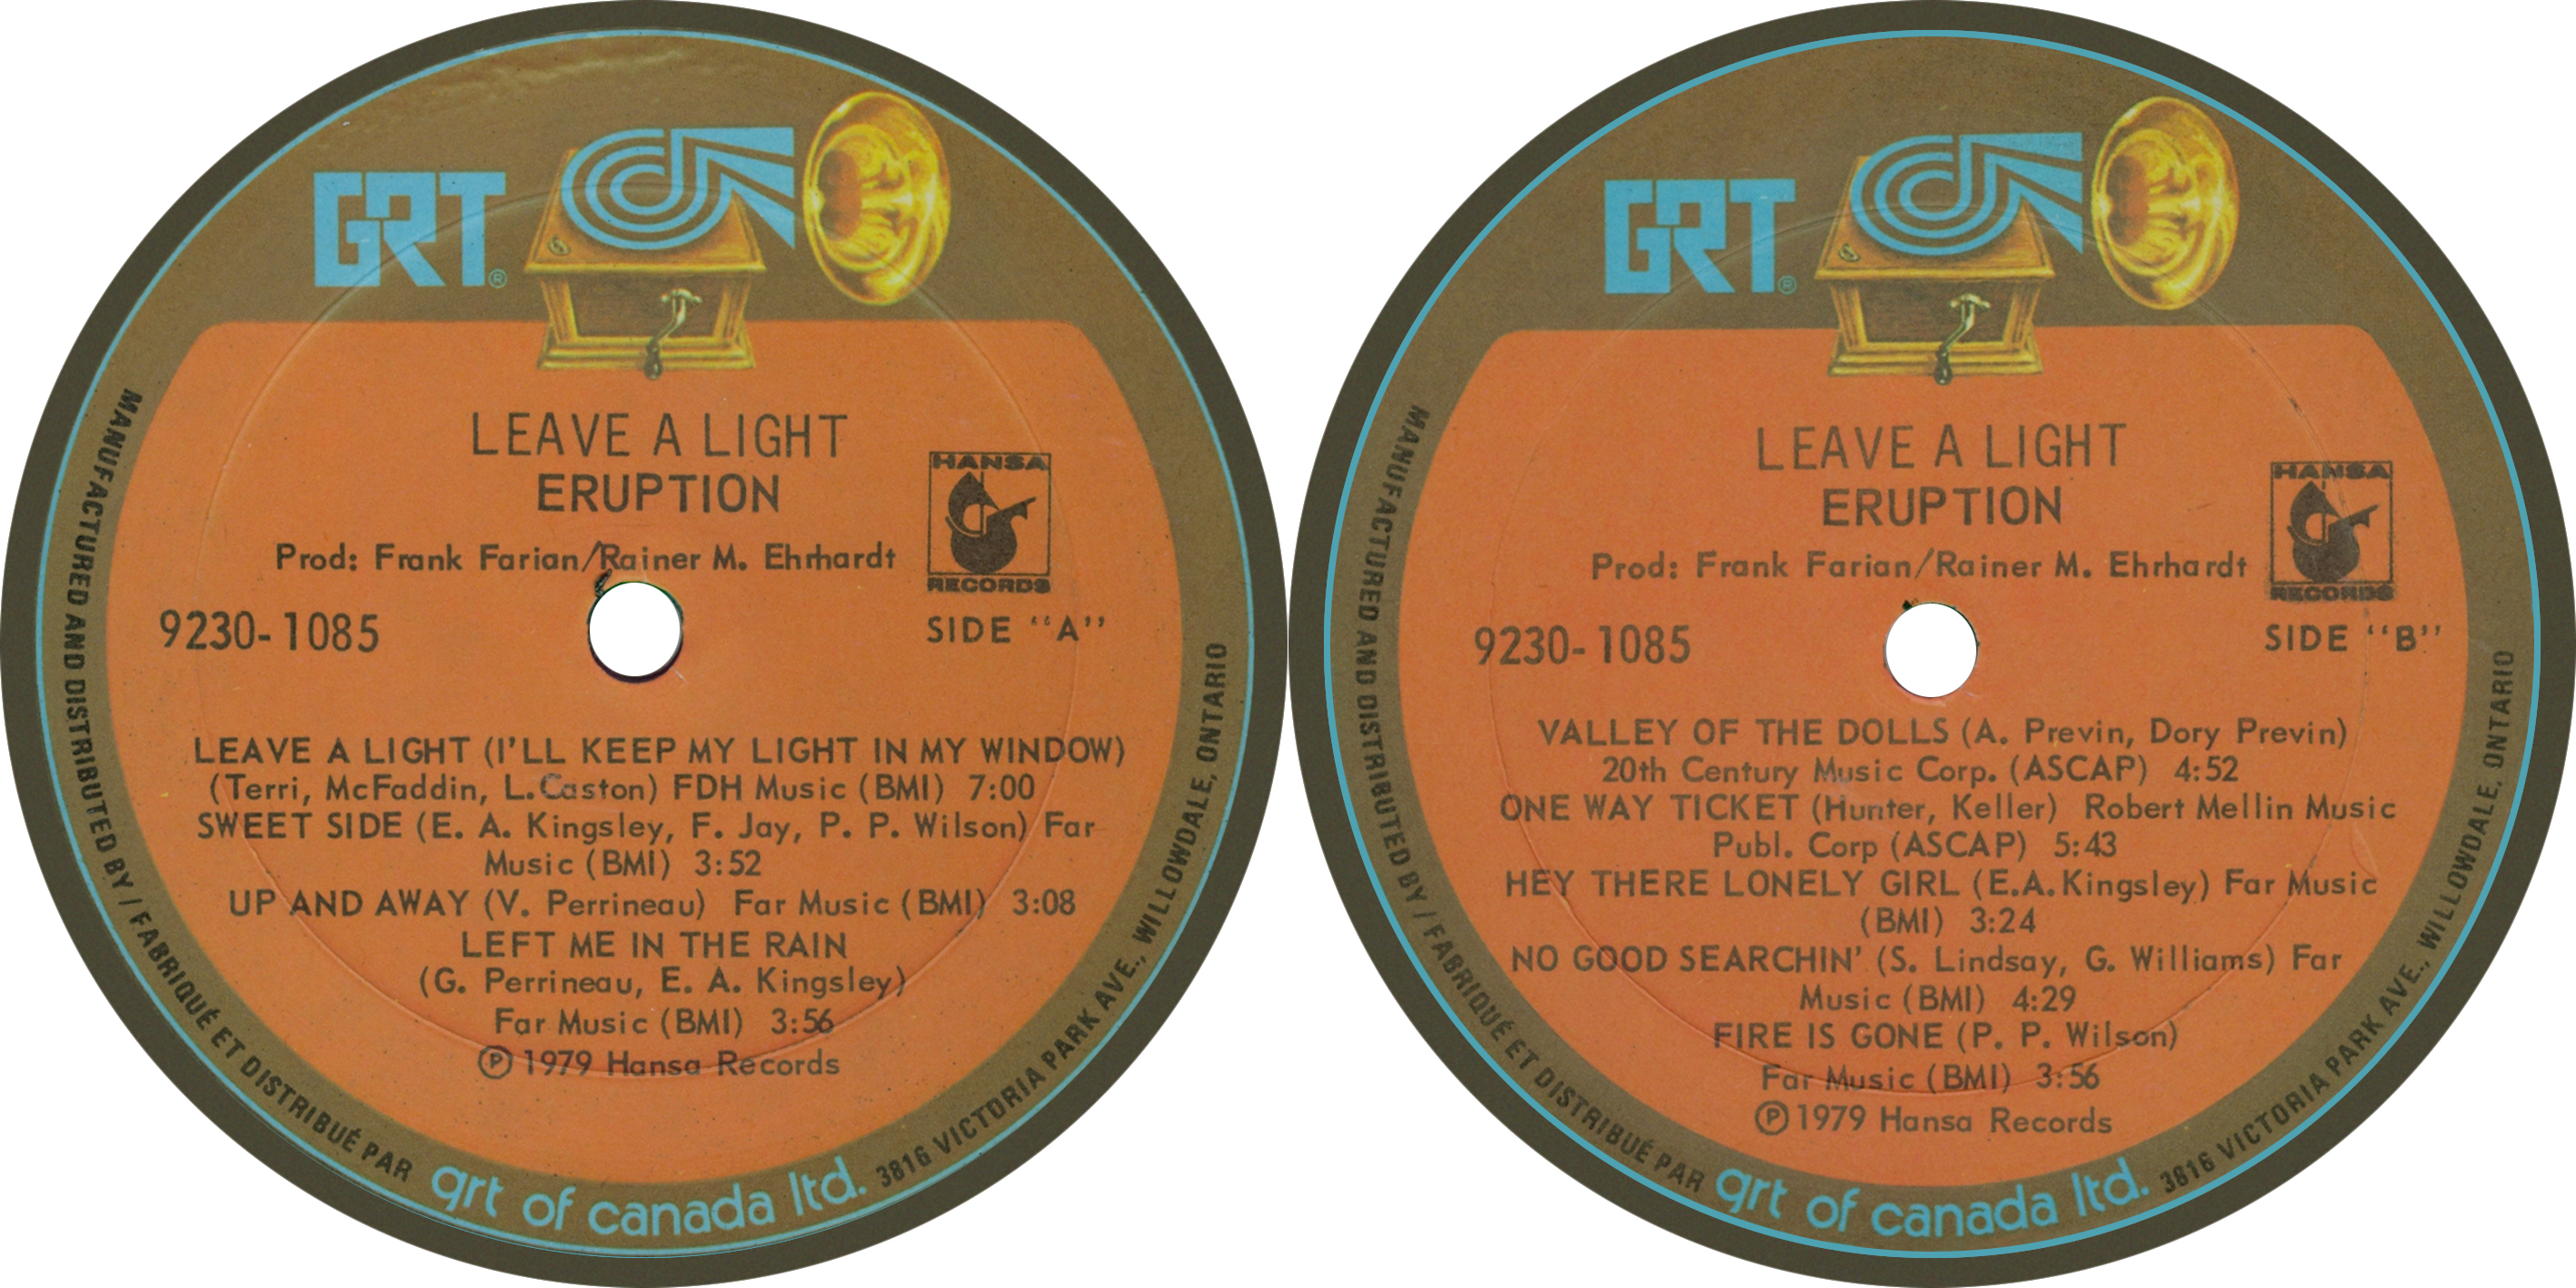 GRT®
LEAVE A LIGHT
ERUPTION
Prod: Frank Farian/Rainer M. Ehrhardt
HANSA
RECORDS
9230-1085
SIDE "A"
LEAVE A LIGHT (I'LL KEEP MY LIGHT IN MY WINDOW)
(Terri, McFaddin, L.Caston) FDH Music (BMI) 7:00
SWEET SIDE (E. A. Kingsley, F. Jay, P. P. Wilson) Far
Music (BMI) 3:52
UP AND AWAY (V. Perrineau) Far Music (BMI) 3:08
LEFT ME IN THE RAIN
(G. Perrineau, E. A. Kingsley)
Far Music (BMI) 3:56
℗ 1979 Hansa Records
MANUFACTURED AND DISTRIBUTED BY / FABRIQUÉ ET DISTRIBUÉ PAR grt of canada ltd. 3816 VICTORIA PARK AVE., WILLOWDALE, ONTARIO
GRT®
LEAVE A LIGHT
ERUPTION
Prod: Frank Farian/Rainer M. Ehrhardt
HANSA
RECORDS
9230-1085
SIDE "B"
VALLEY OF THE DOLLS (A. Previn, Dory Previn)
20th Century Music Corp. (ASCAP) 4:52
ONE WAY TICKET (Hunter, Keller) Robert Mellin Music
Publ. Corp (ASCAP) 5:43
HEY THERE LONELY GIRL (E.A.Kingsley) Far Music
(BMI) 3:24
NO GOOD SEARCHIN' (S. Lindsay, G. Williams) Far
Music (BMI) 4:29
FIRE IS GONE (P. P. Wilson)
Far Music (BMI) 3:56
℗ 1979 Hansa Records
MANUFACTURED AND DISTRIBUTED BY / FABRIQUÉ ET DISTRIBUÉ PAR grt of canada ltd. 3816 VICTORIA PARK AVE., WILLOWDALE, ONTARIO